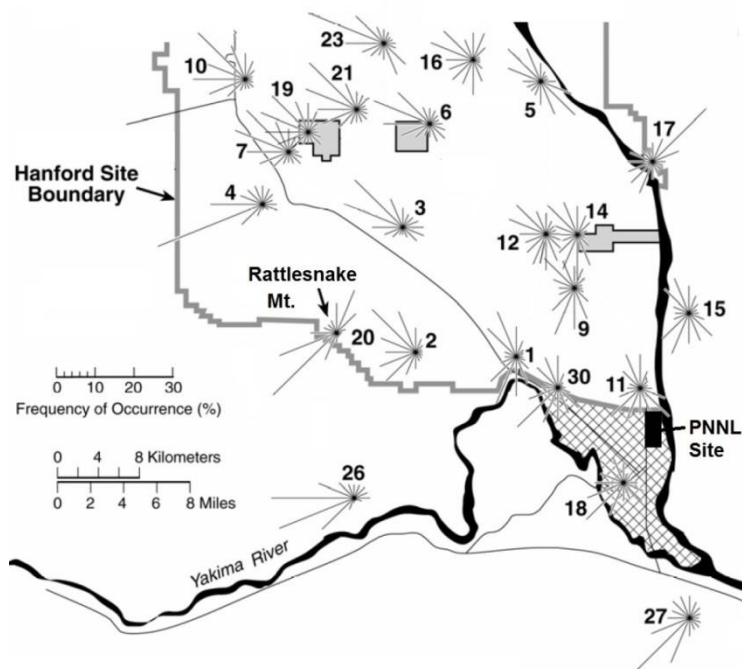 23
16
10
21
19
5
6
17
7
Hanford Site
Boundary
4
3
14
12
Rattlesnake
Mt.
15
9
20
2
1
30
11
0 10 20 30
Frequency of Occurrence (%)
PNNL
Site
0 4 8 Kilometers
0 2 4 6 8 Miles
26
18
Yakima River
27